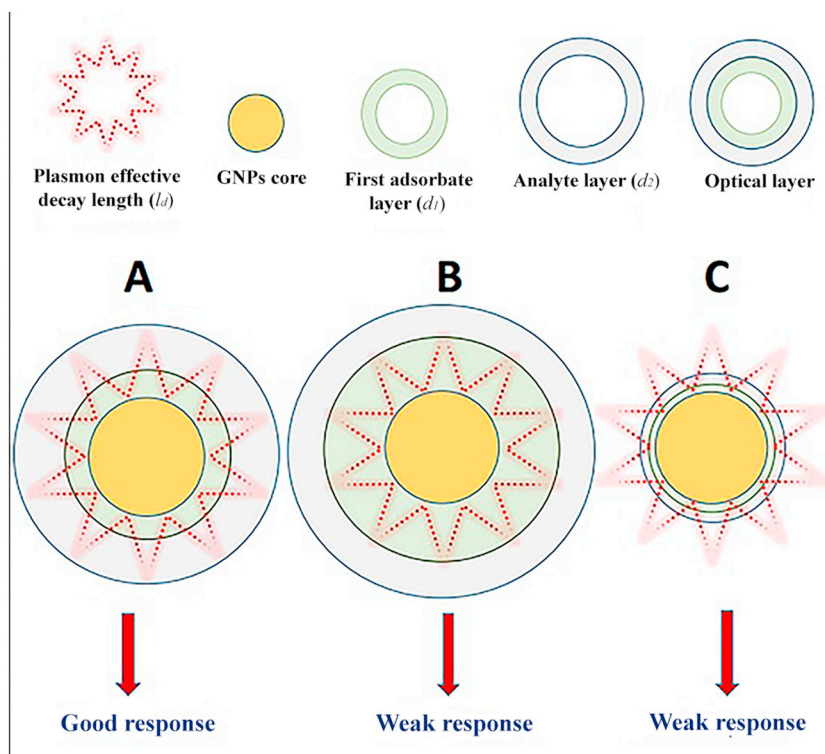 Plasmon effective
decay length (ld)
GNPs core
First adsorbate
layer (d1)
Analyte layer (d2)
Optical layer
A
B
C
Good response
Weak response
Weak response